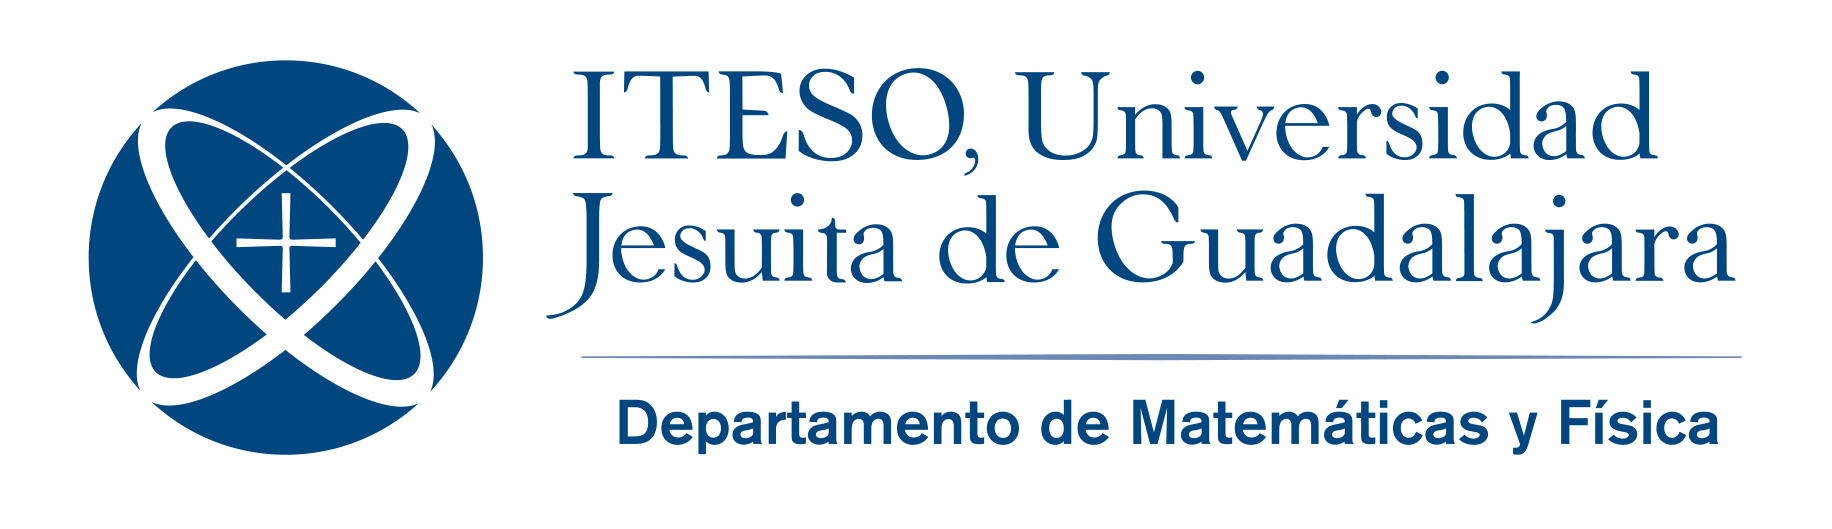 ITESO, Universidad
Jesuita de Guadalajara
Departamento de Matemáticas y Física